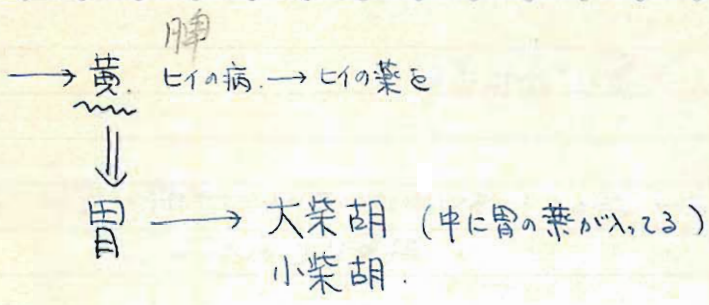 脾
→ 黄. ヒイの病. → ヒイの薬を
⇓
胃 → 大柴胡 (中に胃の薬が入ってる)
小柴胡.